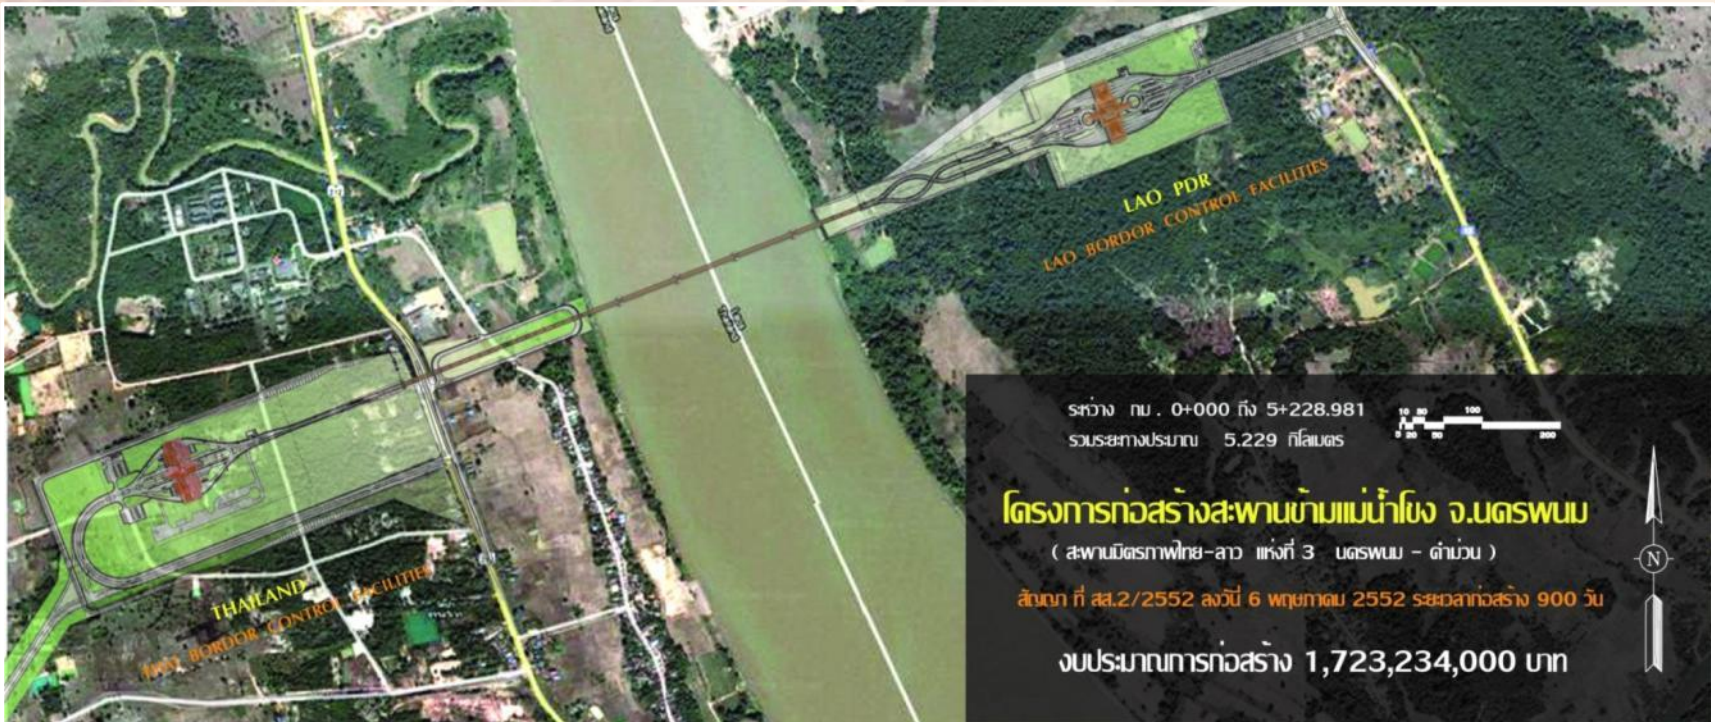 LAO PDR
LAO BORDOR CONTROL FACILITIES
THAILAND
BORDOR CONTROL FACILITIES
ระหว่าง กม. 0+000 ถึง 5+228.981
รวมระยะทางประมาณ 5.229 กิโลเมตร
10 30 100
5 20 50 200
โครงการก่อสร้างสะพานข้ามแม่น้ำโขง จ.นครพนม
( สะพานมิตรภาพไทย-ลาว แห่งที่ 3 นครพนม - คำม่วน )
N
สัญญา ที่ สส.2/2552 ลงวันที่ 6 พฤษภาคม 2552 ระยะเวลาก่อสร้าง 900 วัน
งบประมาณการก่อสร้าง 1,723,234,000 บาท